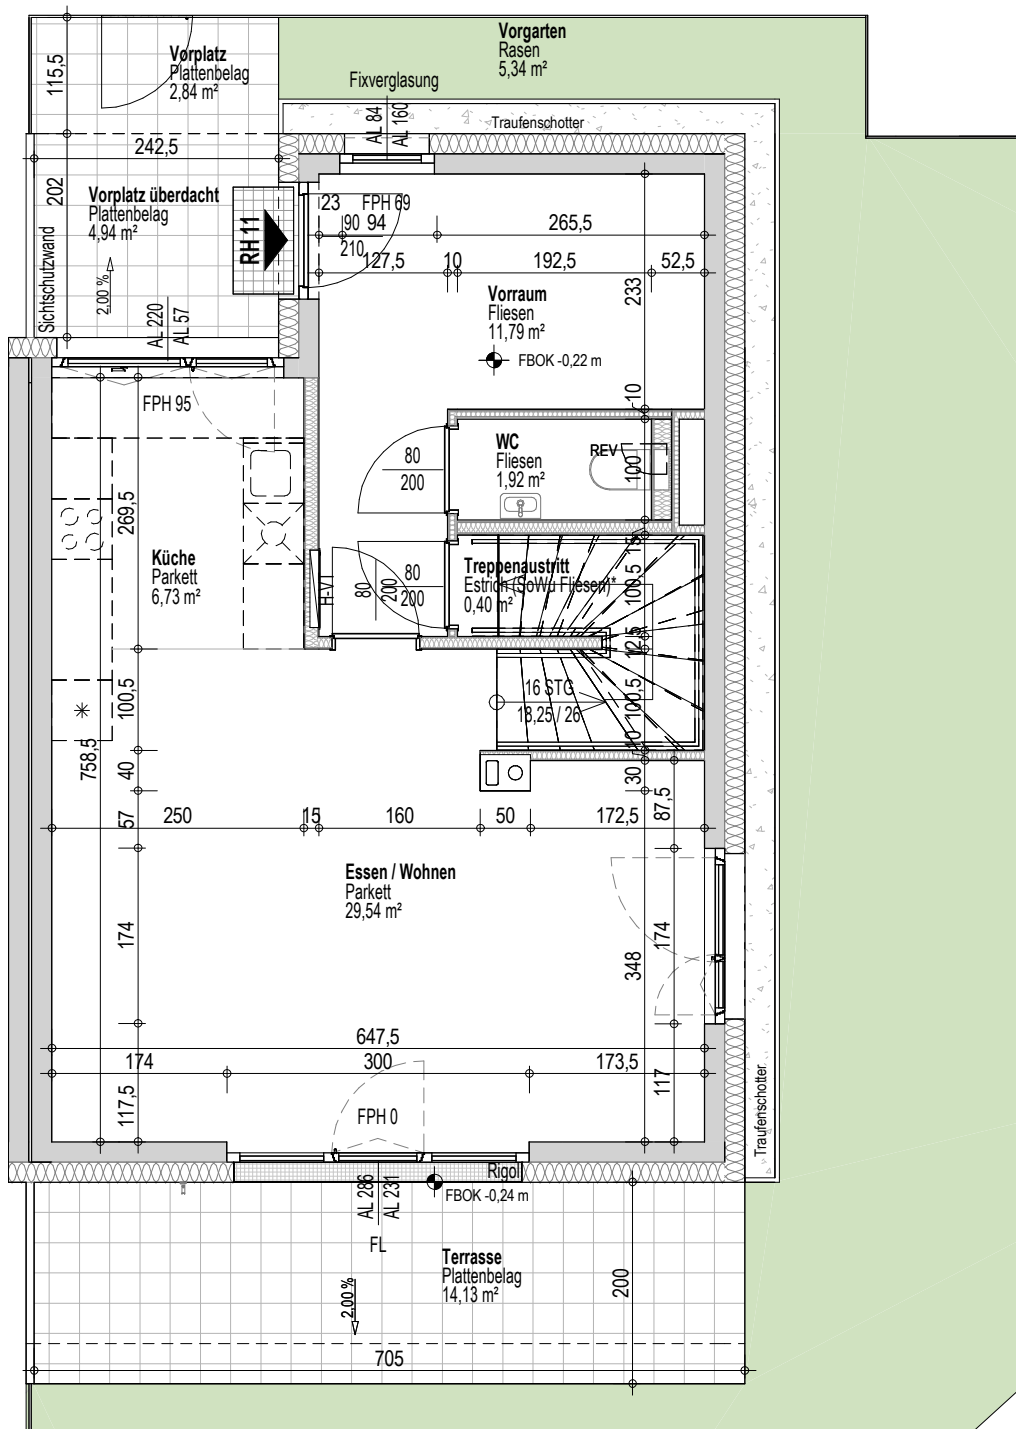 Vorgarten
Rasen
5,34 m²
Vorplatz
Plattenbelag
2,84 m²
115,5
Fixverglasung
AL 84
AL 160
Traufenschotter
242,5
202
Vorplatz überdacht
Plattenbelag
4,94 m²
Sichtschutzwand
2,00 %
RH 11
23
FPH 69
90
94
210
265,5
127,5
10
192,5
52,5
233
Vorraum
Fliesen
11,79 m²
FBOK -0,22 m
AL 220
AL 57
FPH 95
10
80
200
WC
Fliesen
1,92 m²
REV
100
269,5
Küche
Parkett
6,73 m²
H-VT
80
200
80
200
Treppenaustritt
Estrich (SoWu Fliesen)*
0,40 m²
15
100,5
12,5
100,5
16 STG
18,25 / 26
10
30
100,5
758,5
40
57
87,5
250
15
160
50
172,5
Essen / Wohnen
Parkett
29,54 m²
174
348
174
647,5
174
300
173,5
117,5
117
FPH 0
Traufenschotter
Rigol
AL 286
AL 231
FBOK -0,24 m
FL
Terrasse
Plattenbelag
14,13 m²
2,00 %
200
705